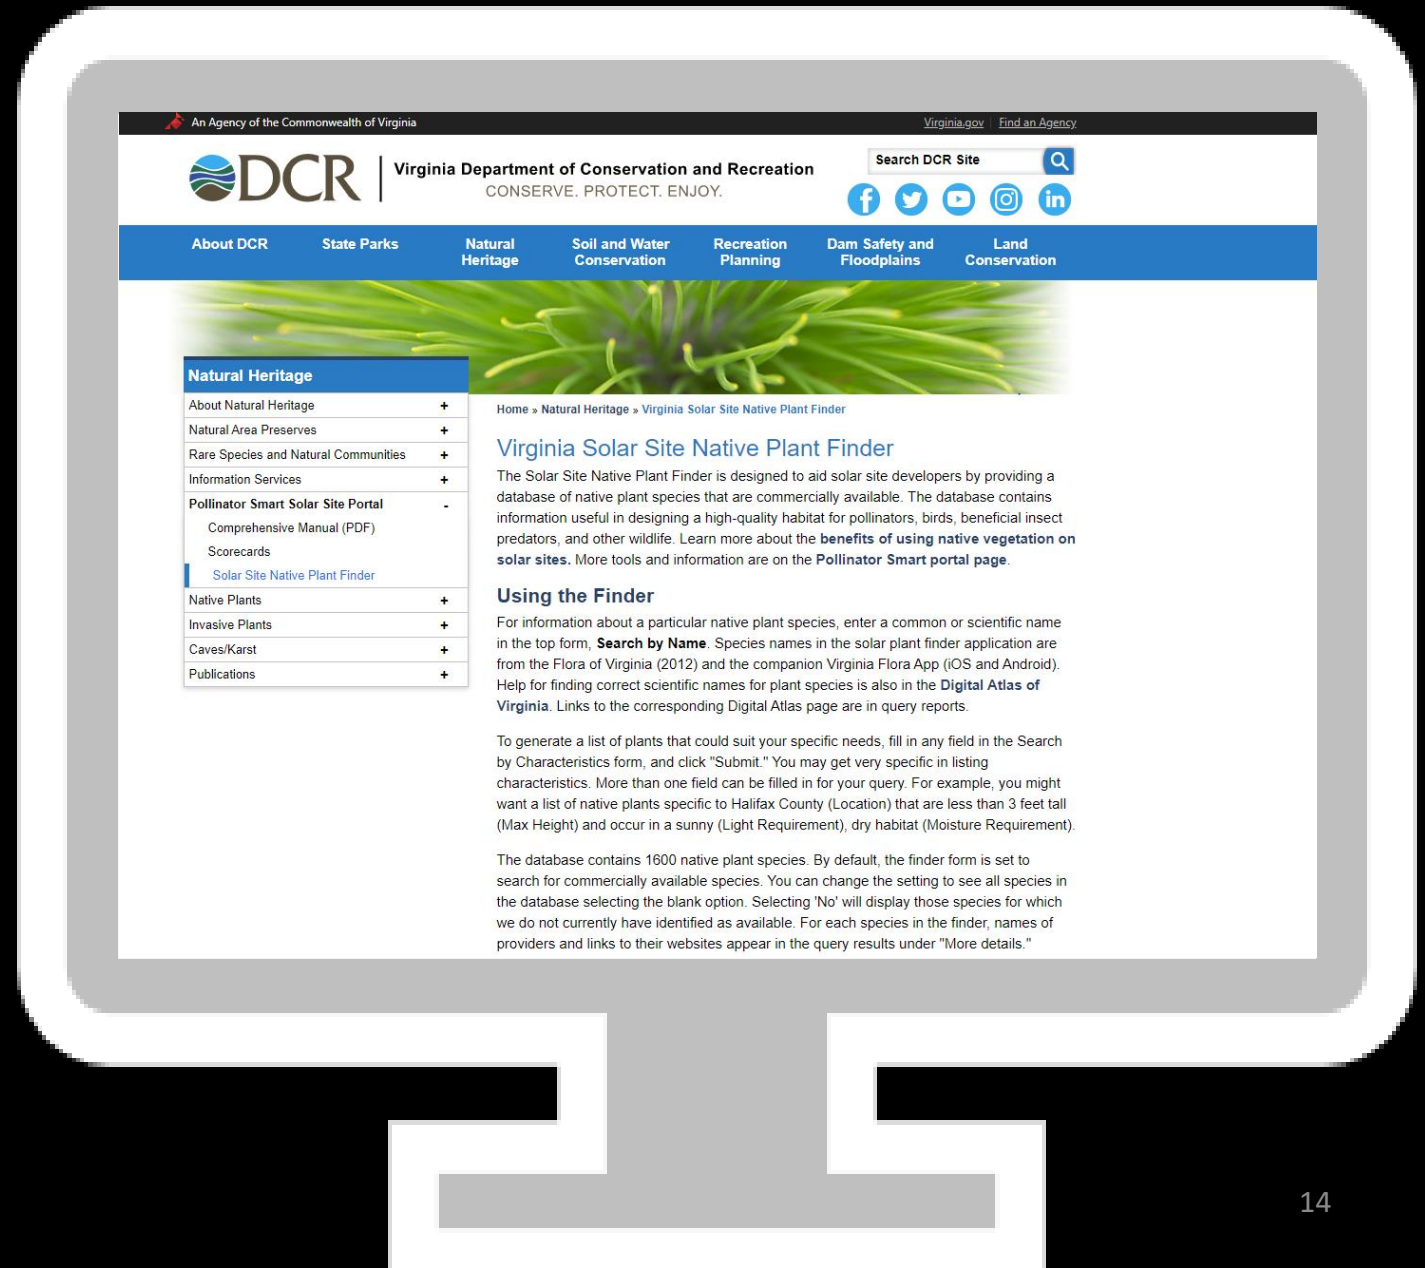 An Agency of the Commonwealth of Virginia
Virginia.gov | Find an Agency
DCR | Virginia Department of Conservation and Recreation
CONSERVE. PROTECT. ENJOY.
Search DCR Site
About DCR
State Parks
Natural
Heritage
Soil and Water
Conservation
Recreation
Planning
Dam Safety and
Floodplains
Land
Conservation
Natural Heritage
About Natural Heritage +
Natural Area Preserves +
Rare Species and Natural Communities +
Information Services +
Pollinator Smart Solar Site Portal -
Comprehensive Manual (PDF)
Scorecards
Solar Site Native Plant Finder
Native Plants +
Invasive Plants +
Caves/Karst +
Publications +
Home » Natural Heritage » Virginia Solar Site Native Plant Finder
Virginia Solar Site Native Plant Finder
The Solar Site Native Plant Finder is designed to aid solar site developers by providing a
database of native plant species that are commercially available. The database contains
information useful in designing a high-quality habitat for pollinators, birds, beneficial insect
predators, and other wildlife. Learn more about the benefits of using native vegetation on
solar sites. More tools and information are on the Pollinator Smart portal page.
Using the Finder
For information about a particular native plant species, enter a common or scientific name
in the top form, Search by Name. Species names in the solar plant finder application are
from the Flora of Virginia (2012) and the companion Virginia Flora App (iOS and Android).
Help for finding correct scientific names for plant species is also in the Digital Atlas of
Virginia. Links to the corresponding Digital Atlas page are in query reports.
To generate a list of plants that could suit your specific needs, fill in any field in the Search
by Characteristics form, and click "Submit." You may get very specific in listing
characteristics. More than one field can be filled in for your query. For example, you might
want a list of native plants specific to Halifax County (Location) that are less than 3 feet tall
(Max Height) and occur in a sunny (Light Requirement), dry habitat (Moisture Requirement).
The database contains 1600 native plant species. By default, the finder form is set to
search for commercially available species. You can change the setting to see all species in
the database selecting the blank option. Selecting 'No' will display those species for which
we do not currently have identified as available. For each species in the finder, names of
providers and links to their websites appear in the query results under "More details."
14